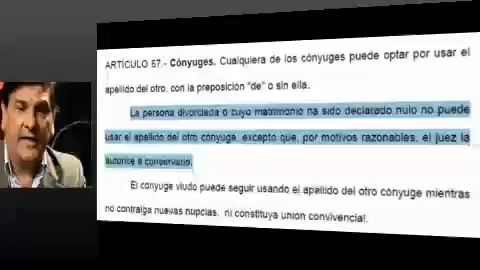 ARTÍCULO 67.- Cónyuges. Cualquiera de los cónyuges puede optar por usar el
apellido del otro, con la preposición "de" o sin ella.
La persona divorciada o cuyo matrimonio ha sido declarado nulo no puede
usar el apellido del otro cónyuge, excepto que, por motivos razonables, el juez la
autorice a conservarlo.
El cónyuge viudo puede seguir usando el apellido del otro cónyuge mientras
no contraiga nuevas nupcias, ni constituya unión convivencial.